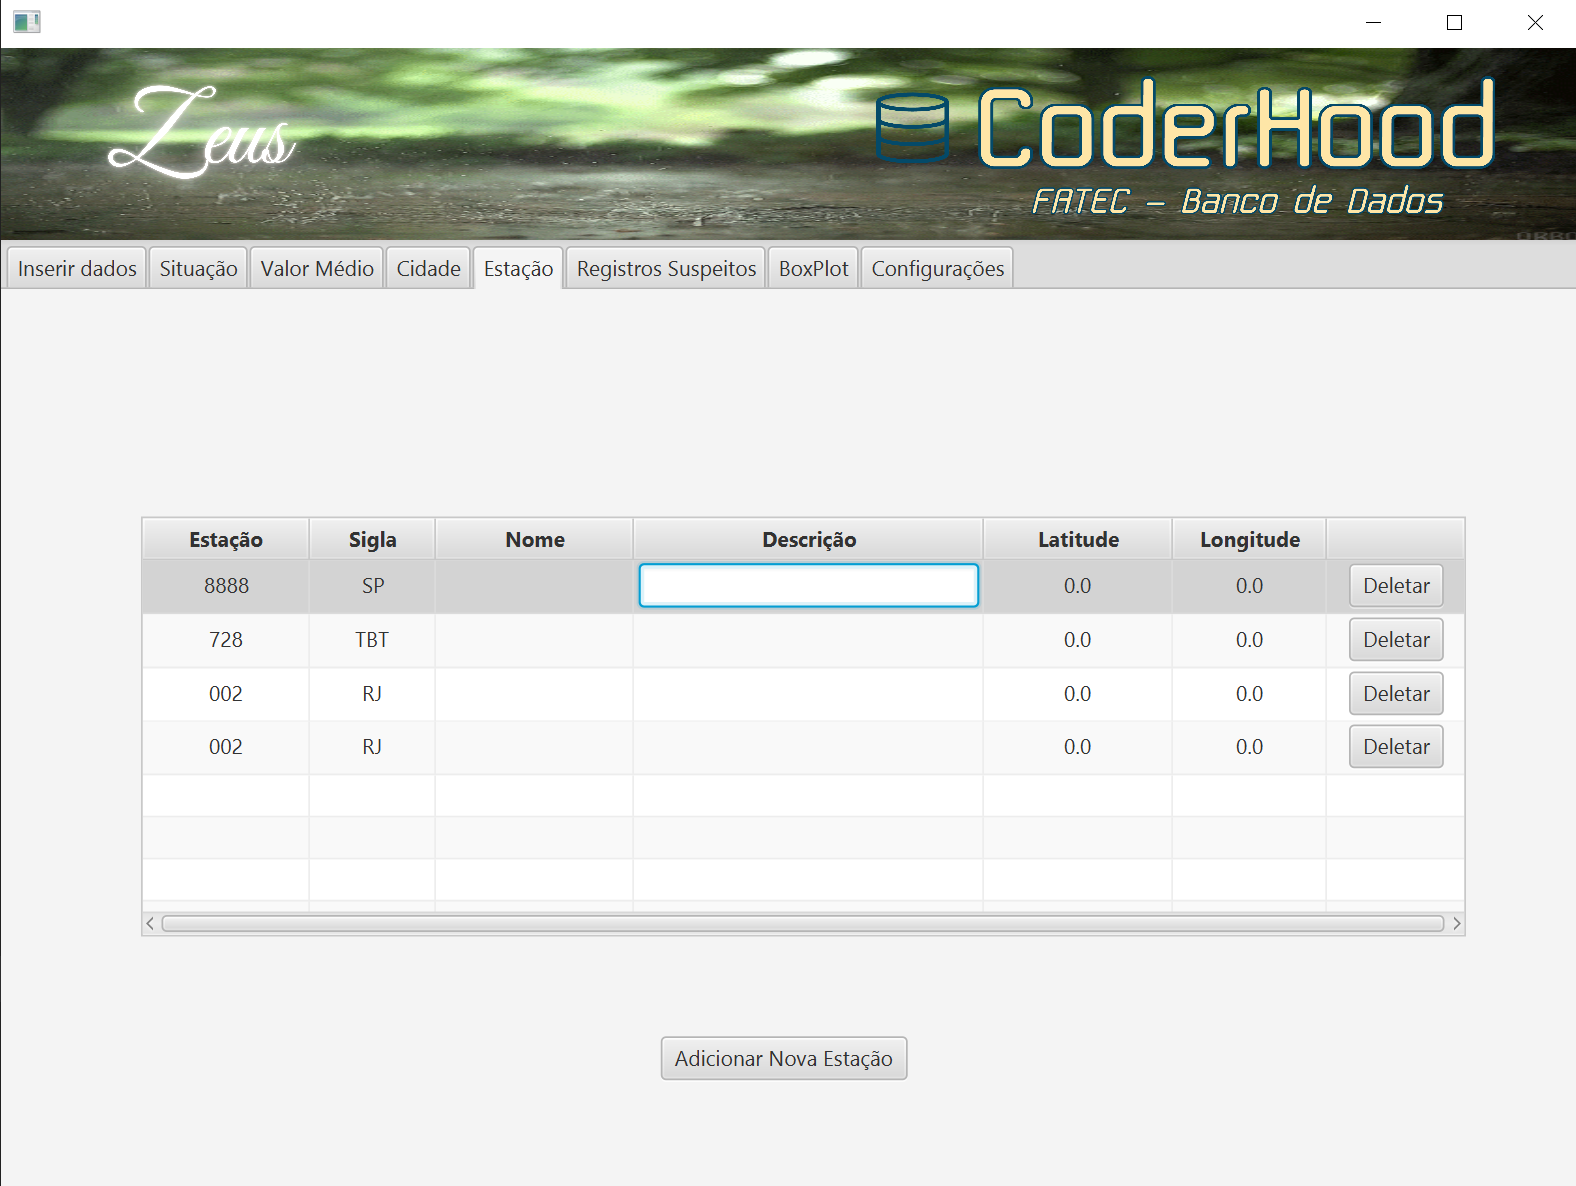 Zeus
CoderHood
FATEC – Banco de Dados
Inserir dados Situação Valor Médio Cidade Estação Registros Suspeitos BoxPlot Configurações
Estação Sigla Nome Descrição Latitude Longitude
8888 SP 0.0 0.0 Deletar
728 TBT 0.0 0.0 Deletar
002 RJ 0.0 0.0 Deletar
002 RJ 0.0 0.0 Deletar
Adicionar Nova Estação